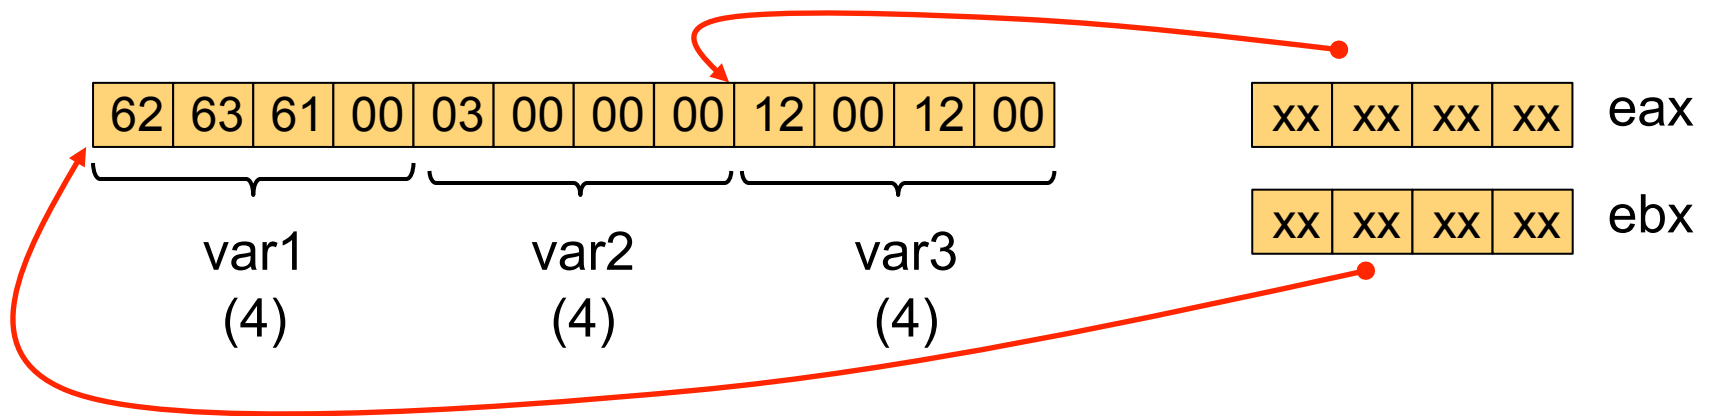 62 63 61 00 03 00 00 00 12 00 12 00
xx xx xx xx eax
xx xx xx xx ebx
var1 var2 var3
(4) (4) (4)